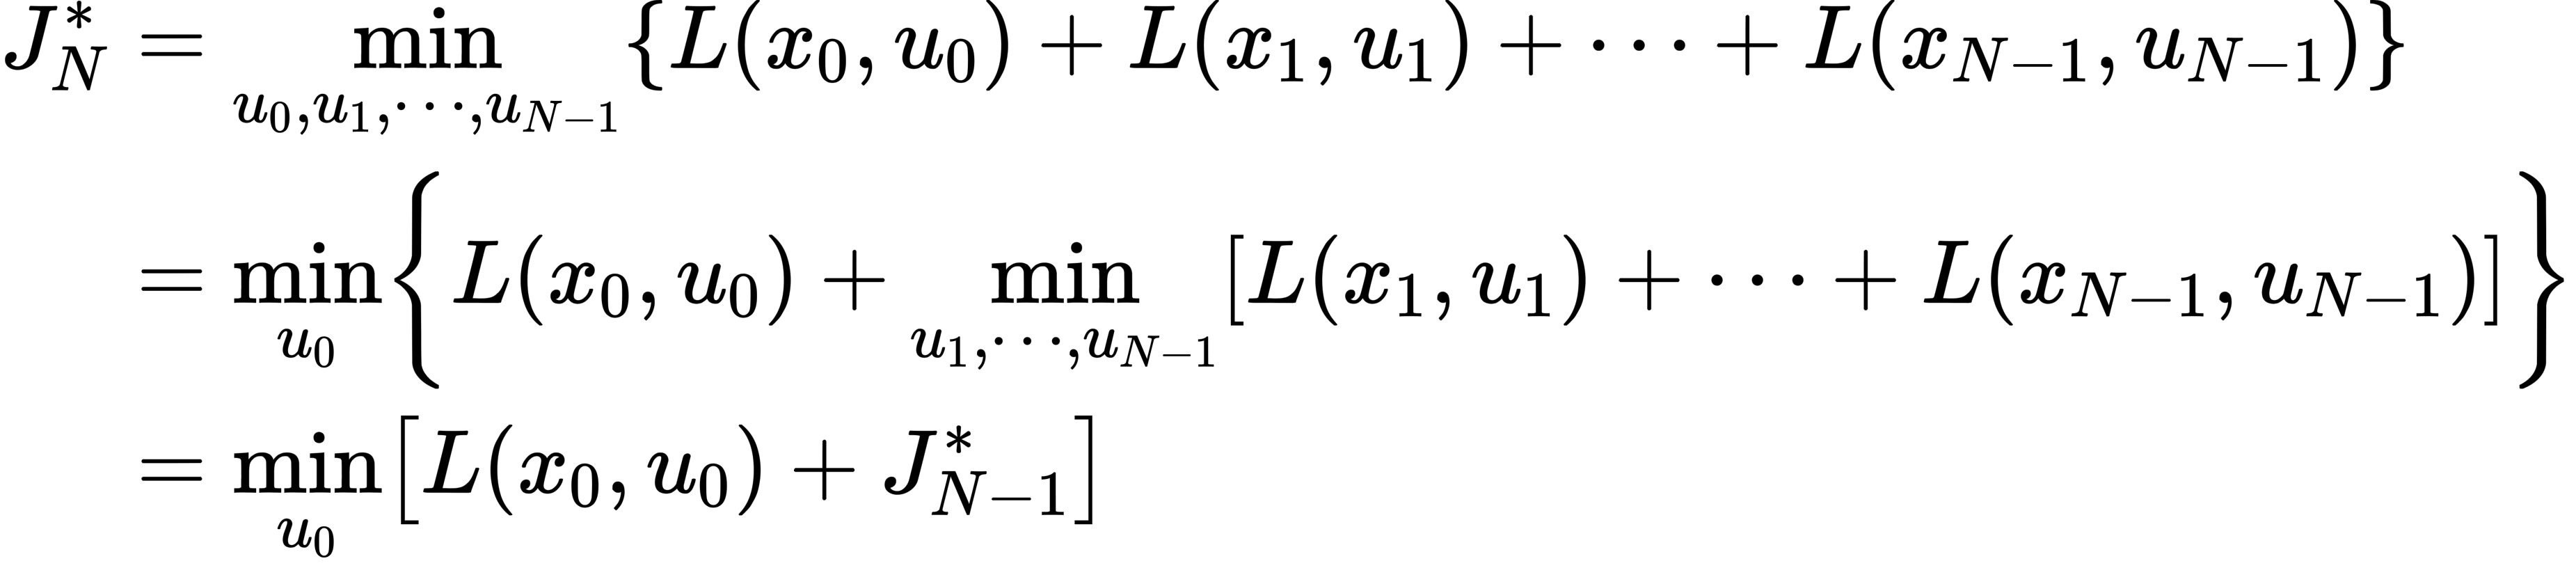 J_N^* = \min_{u_0,u_1,\cdots,u_{N-1}} \{L(x_0, u_0) + L(x_1, u_1) + \cdots + L(x_{N-1}, u_{N-1})\}
= \min_{u_0} \left\{ L(x_0, u_0) + \min_{u_1,\cdots,u_{N-1}} [L(x_1, u_1) + \cdots + L(x_{N-1}, u_{N-1})] \right\}
= \min_{u_0} [L(x_0, u_0) + J_{N-1}^*]